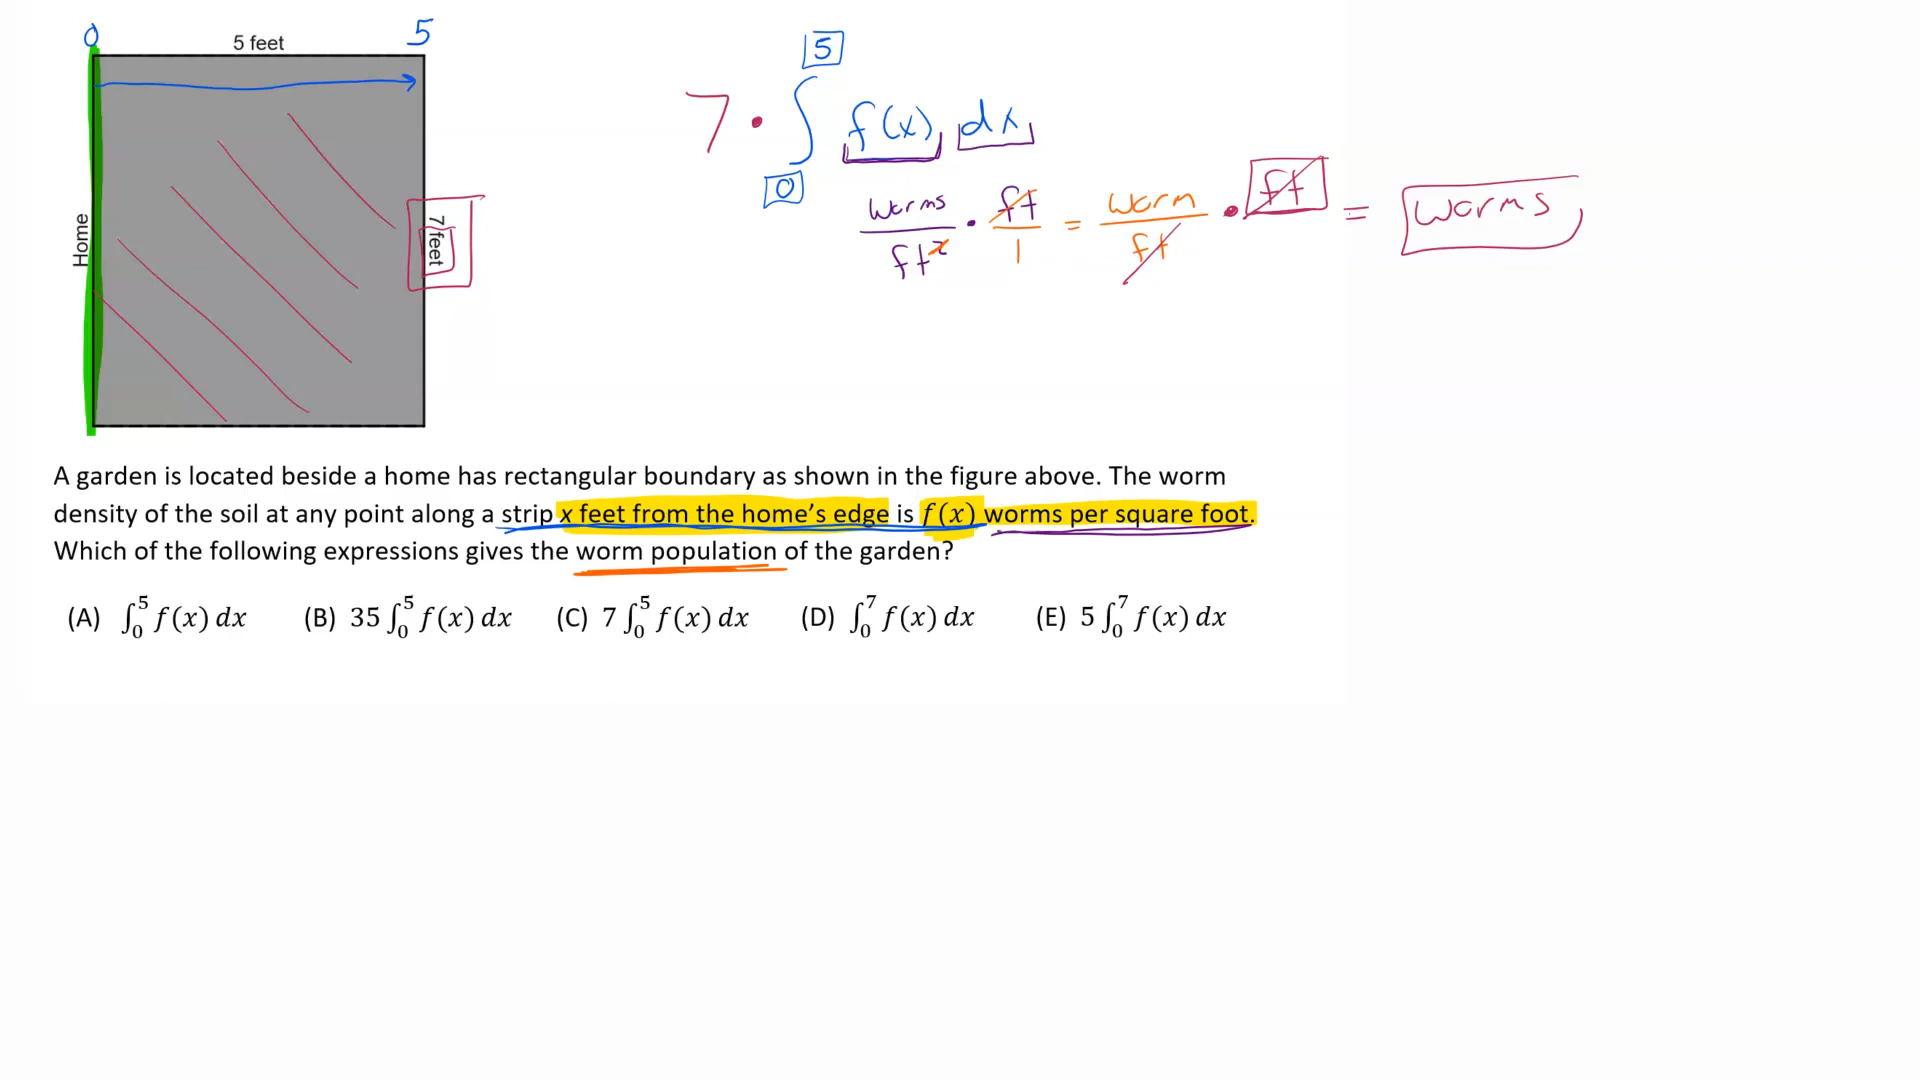 0
5 feet
5
Home
7 feet
7 • ∫₀⁵ f(x) dx
worms/ft² • ft/1 = worm/ft • ft = worms
A garden is located beside a home has rectangular boundary as shown in the figure above. The worm
density of the soil at any point along a strip x feet from the home's edge is f(x) worms per square foot.
Which of the following expressions gives the worm population of the garden?
(A) ∫₀⁵ f(x) dx (B) 35 ∫₀⁵ f(x) dx (C) 7 ∫₀⁵ f(x) dx (D) ∫₀⁷ f(x) dx (E) 5 ∫₀⁷ f(x) dx